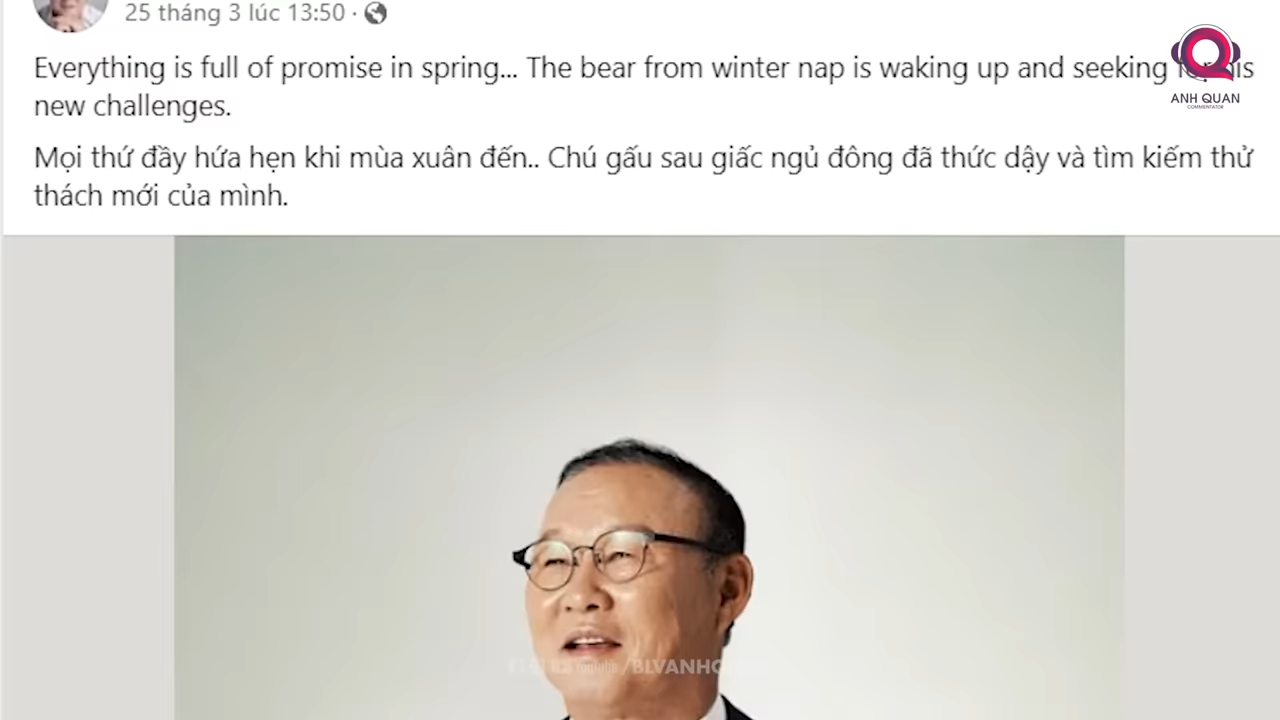 25 tháng 3 lúc 13:50 ·
Everything is full of promise in spring... The bear from winter nap is waking up and seeking
new challenges.
Mọi thứ đầy hứa hẹn khi mùa xuân đến.. Chú gấu sau giấc ngủ đông đã thức dậy và tìm kiếm thử
thách mới của mình.
ANH QUAN
COMMENTATOR